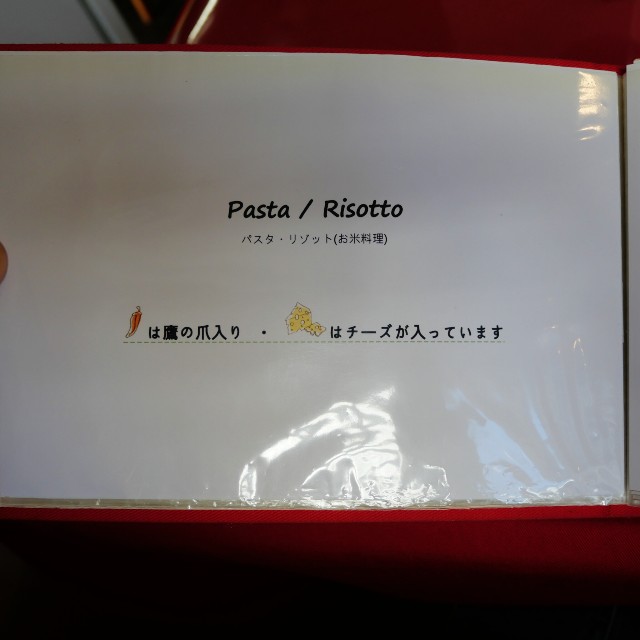 Pasta / Risotto
パスタ・リゾット(お米料理)
は鷹の爪入り ・ はチーズが入っています